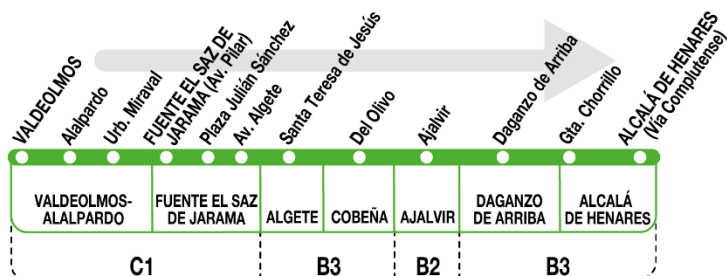 VALDEOLMOS
Alalpardo
Urb. Miraval
FUENTE EL SAZ DE
JARAMA (Av. Pilar)
Plaza Julián Sánchez
Av. Algete
Santa Teresa de Jesús
Del Olivo
Ajalvir
Daganzo de Arriba
Gta. Chorrillo
ALCALÁ DE HENARES
(Vía Complutense)
VALDEOLMOS-
ALALPARDO
FUENTE EL SAZ
DE JARAMA
ALGETE
COBEÑA
AJALVIR
DAGANZO
DE ARRIBA
ALCALÁ
DE HENARES
C1
B3
B2
B3